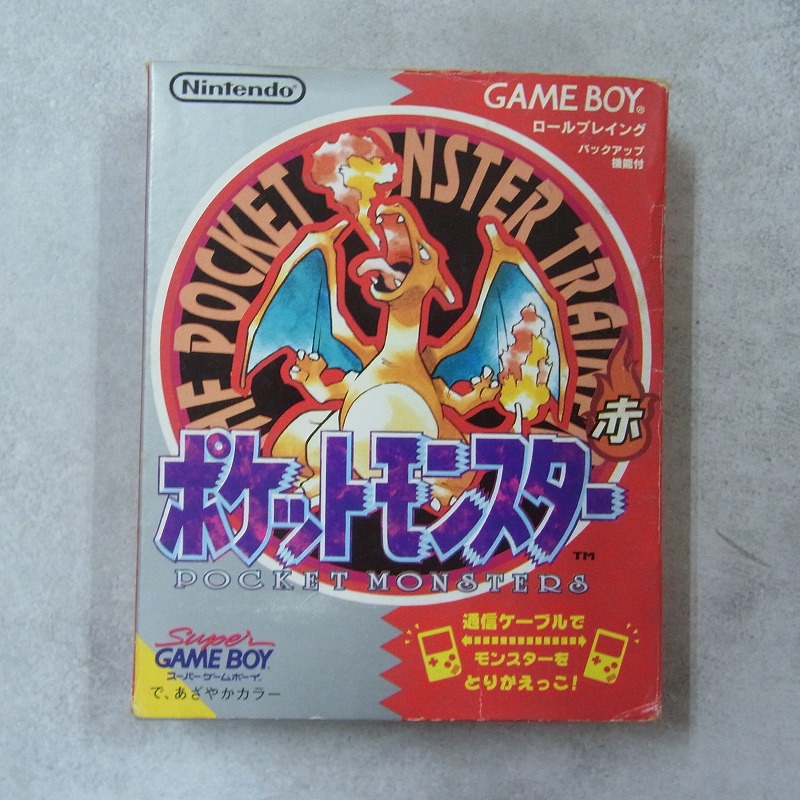 Nintendo®
GAME BOY®
ロールプレイング
バックアップ
機能付
POCKET MONSTER TRAINE
赤
ポケットモンスター
TM
POCKET MONSTERS
Super
GAME BOY
スーパーゲームボーイ
で、あざやかカラー
通信ケーブルで
モンスターを
とりかえっこ!